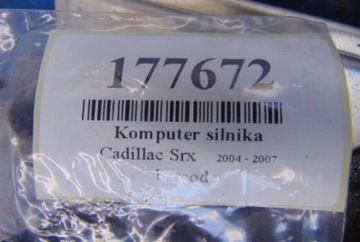 177672
Komputer silnika
Cadillac Srx 2004 - 2007